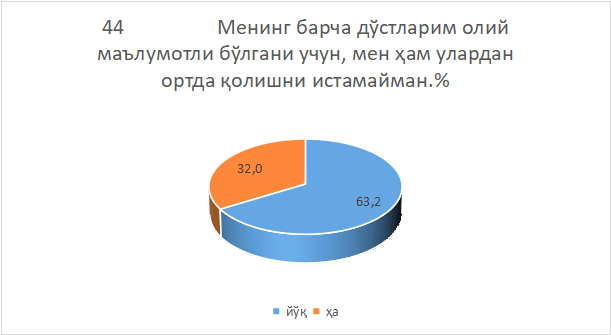 44 Менинг барча дўстларим олий
маълумотли бўлгани учун, мен ҳам улардан
ортда қолишни истамайман.%
32,0
63,2
йўқ ҳа